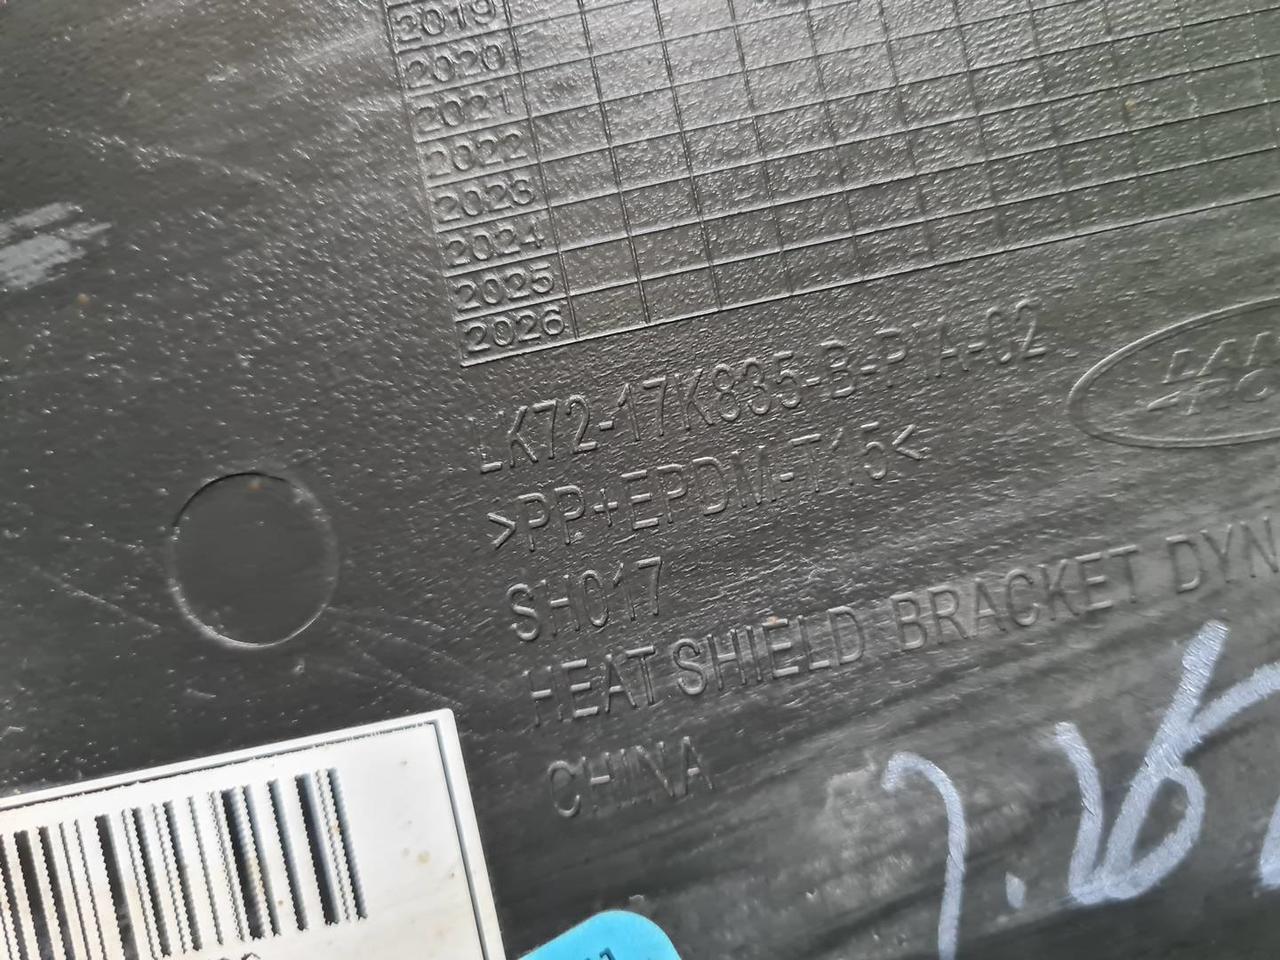 2019
2020
2021
2022
2023
2024
2025
2026
LK72-17K835-B-PIA-02
>PP+EPDM-T15<
SH017
HEAT SHIELD BRACKET DYN
CHINA